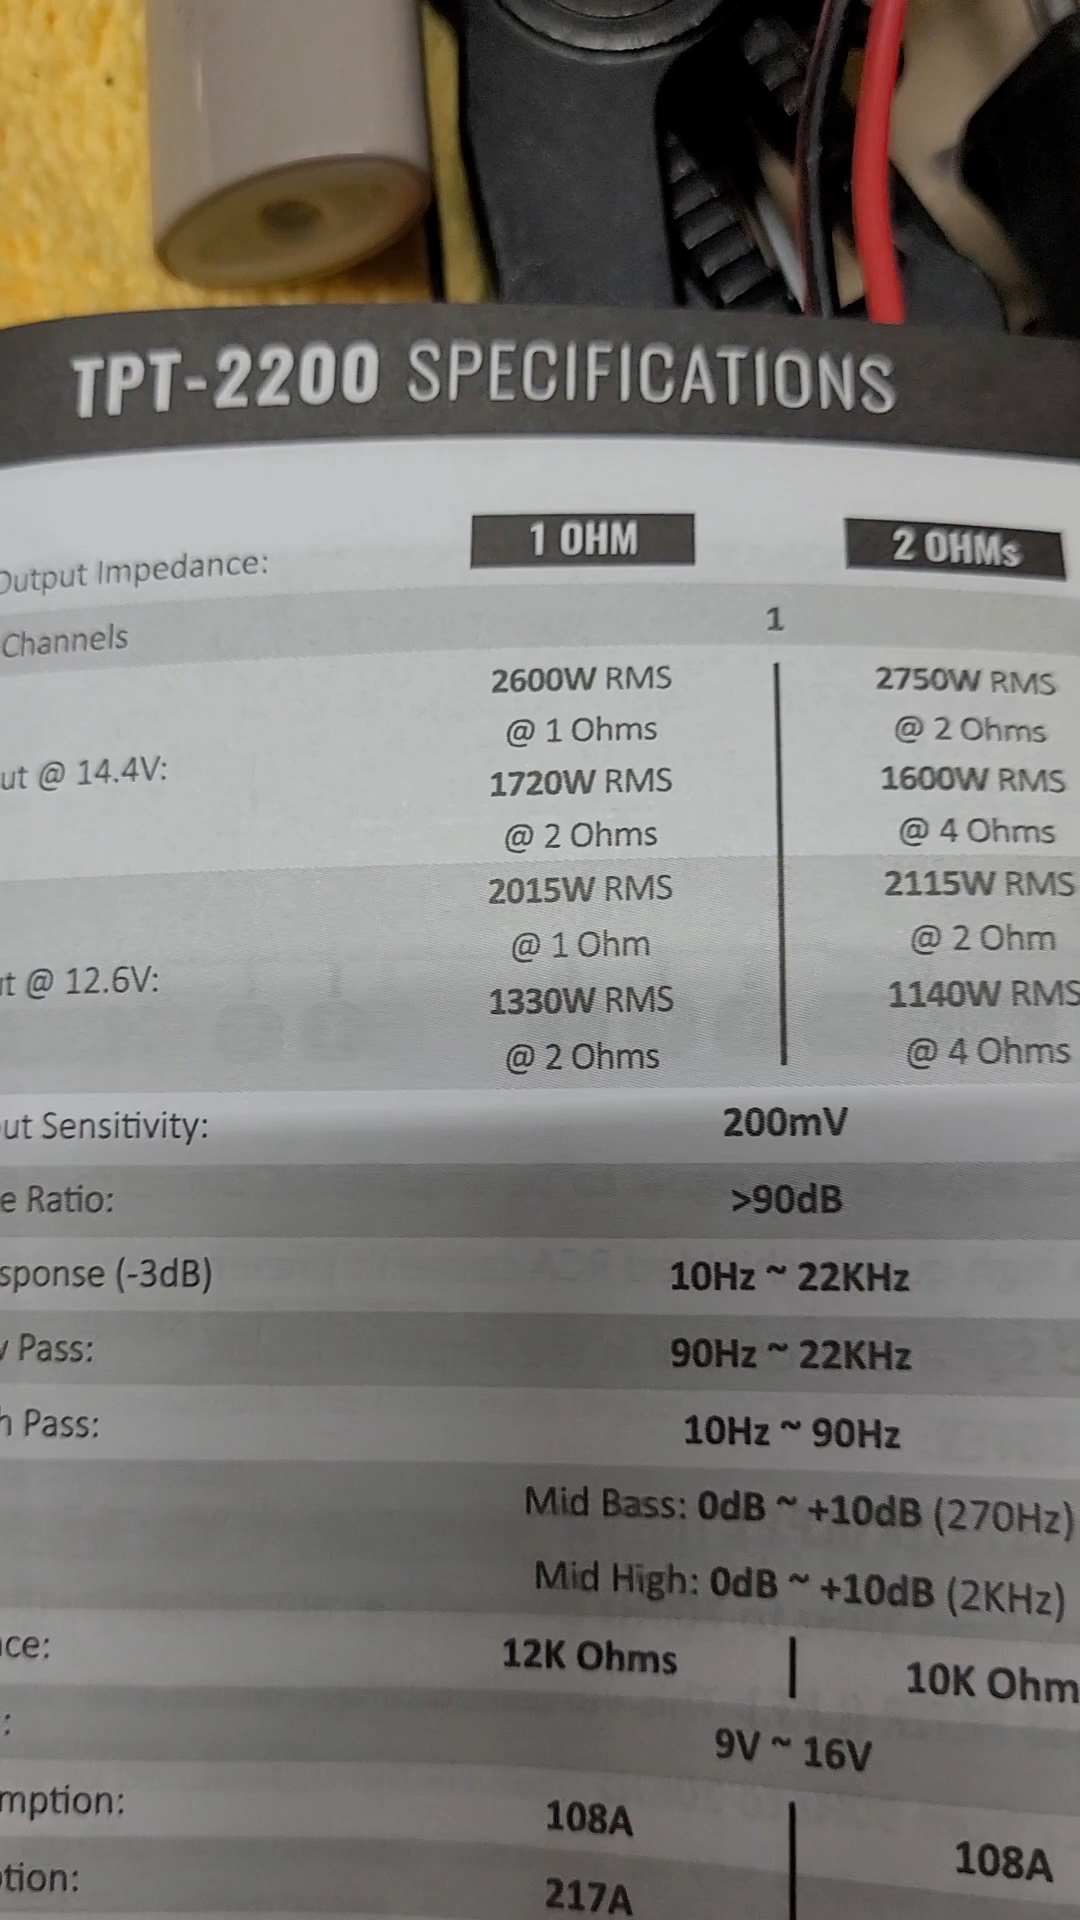 TPT-2200 SPECIFICATIONS
Output Impedance: 1 OHM 2 OHMs
Channels 1
2600W RMS 2750W RMS
@ 1 Ohms @ 2 Ohms
ut @ 14.4V: 1720W RMS 1600W RMS
@ 2 Ohms @ 4 Ohms
2015W RMS 2115W RMS
@ 1 Ohm @ 2 Ohm
t @ 12.6V: 1330W RMS 1140W RMS
@ 2 Ohms @ 4 Ohms
ut Sensitivity: 200mV
e Ratio: >90dB
sponse (-3dB) 10Hz ~ 22KHz
Pass: 90Hz ~ 22KHz
h Pass: 10Hz ~ 90Hz
Mid Bass: 0dB ~ +10dB (270Hz)
Mid High: 0dB ~ +10dB (2KHz)
ce: 12K Ohms 10K Ohm
: 9V ~ 16V
mption: 108A 108A
tion: 217A